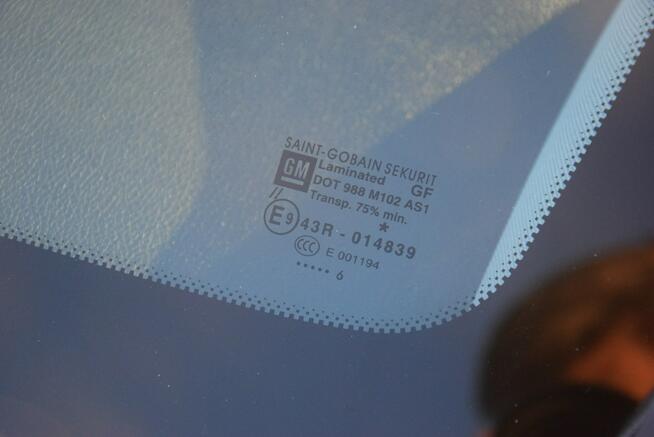 SAINT-GOBAIN SEKURIT
GM Laminated GF
DOT 988 M102 AS1
Transp. 75% min.
//
*
E9 43R - 014839
CCC E 001194
..... 6